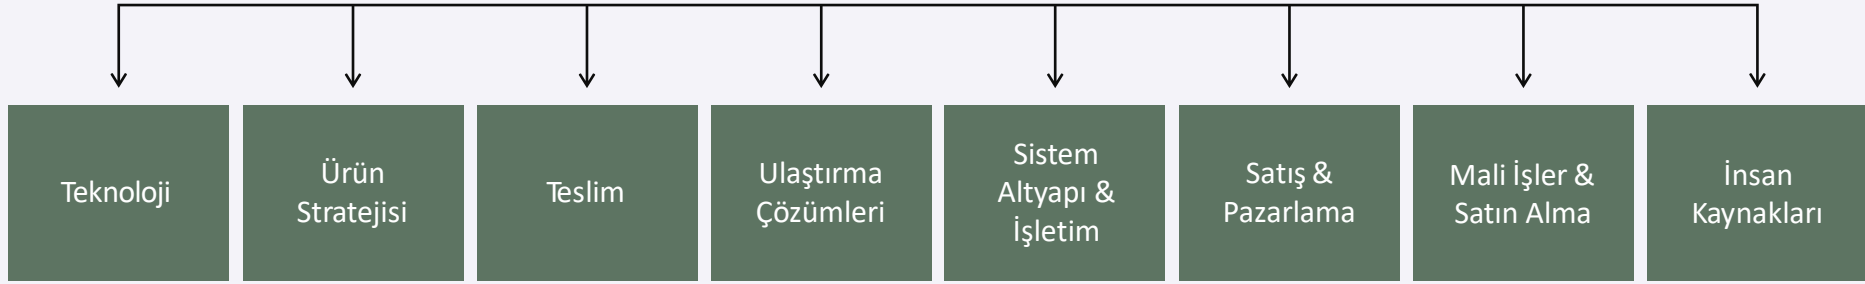 Teknoloji
Ürün
Stratejisi
Teslim
Ulaştırma
Çözümleri
Sistem
Altyapı &
İşletim
Satış &
Pazarlama
Mali İşler &
Satın Alma
İnsan
Kaynakları